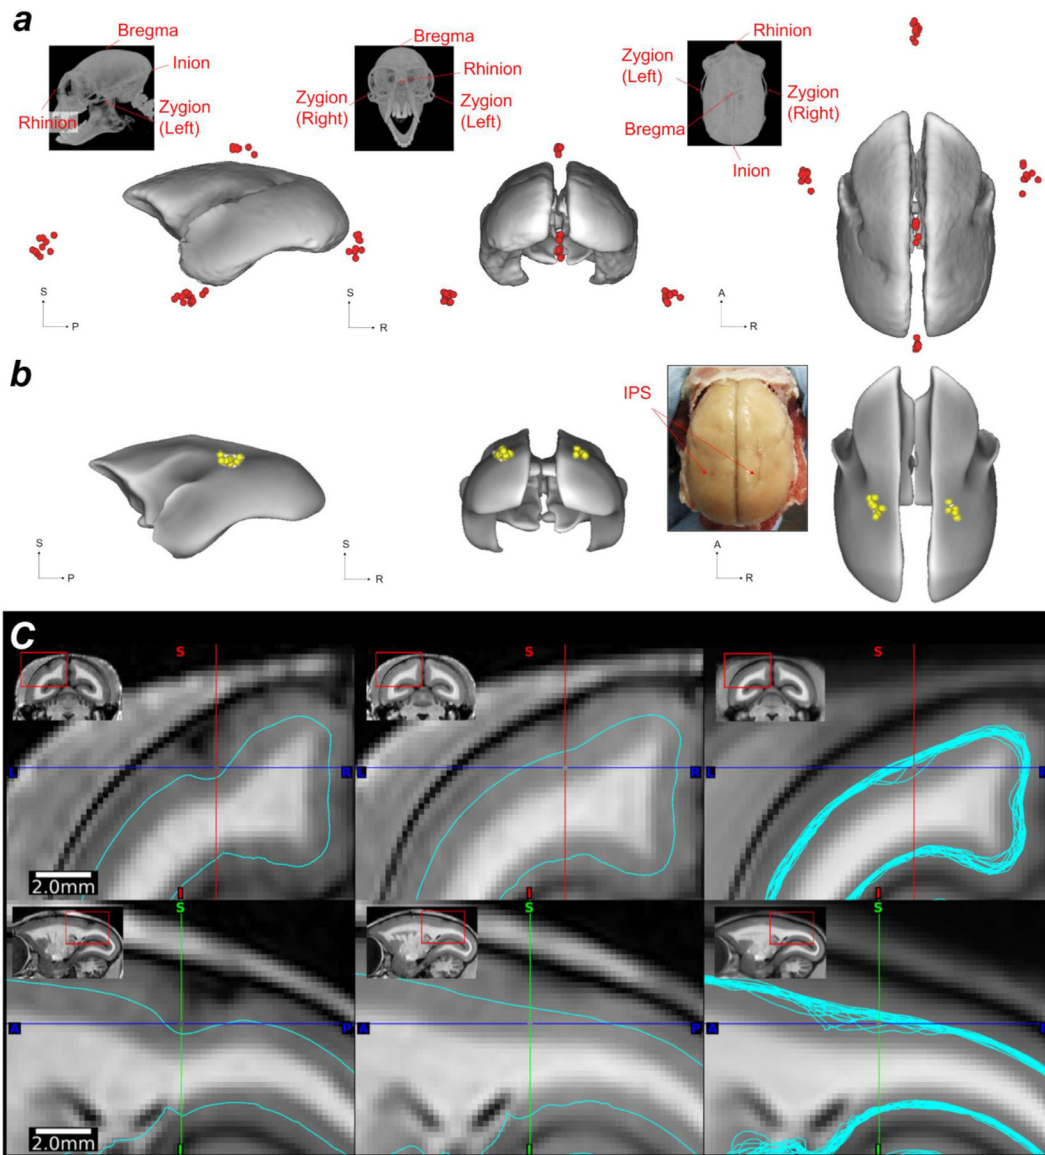 a
Bregma
Inion
Rhinion
Zygion
(Left)
Bregma
Rhinion
Zygion
(Right)
Zygion
(Left)
Rhinion
Zygion
(Left)
Zygion
(Right)
Bregma
Inion
S
P
S
R
A
R
b
IPS
S
P
S
R
A
R
C
S
L
R
I
2.0mm
S
L
R
I
S
L
I
S
A
P
I
2.0mm
S
A
P
I
S
A
P
I